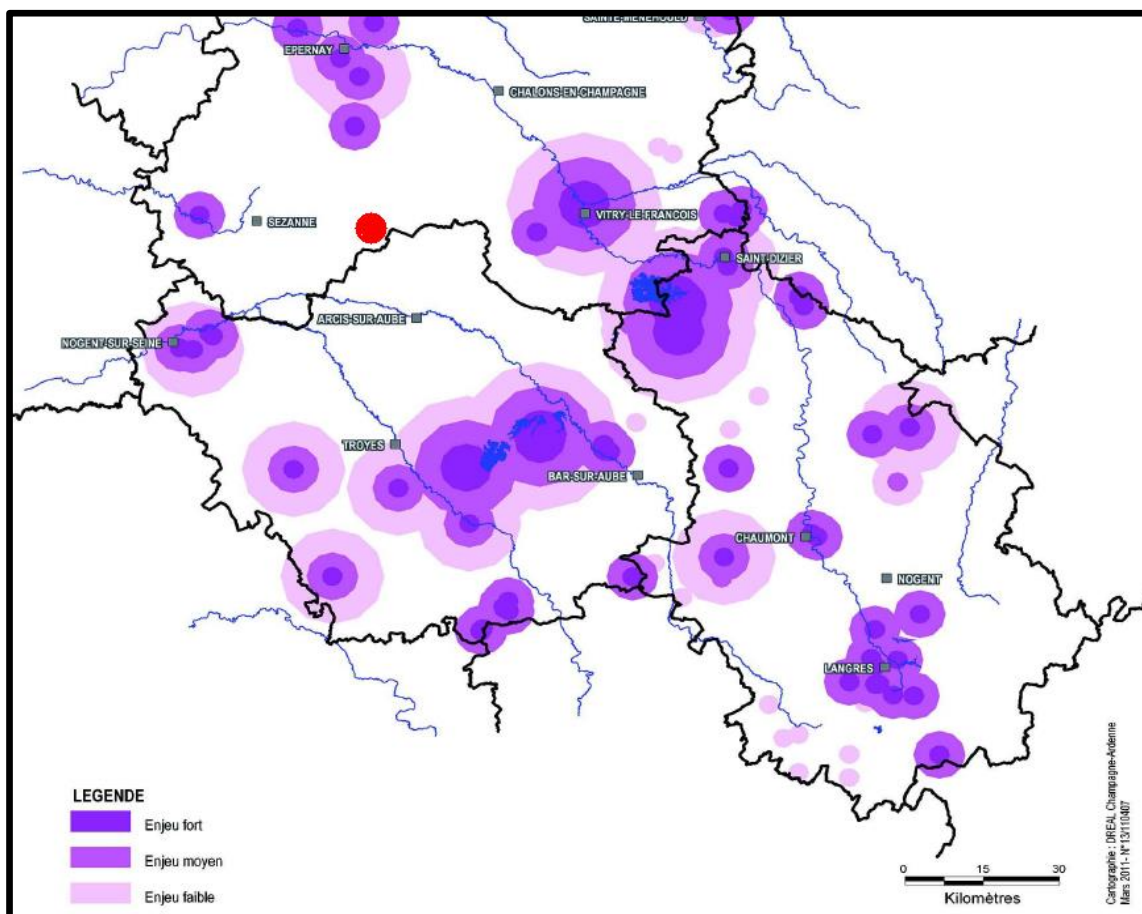 SAINTE-MENEHOULD
EPERNAY
CHALONS-EN-CHAMPAGNE
VITRY-LE-FRANCOIS
SEZANNE
SAINT-DIZIER
ARCIS-SUR-AUBE
NOGENT-SUR-SEINE
TROYES
BAR-SUR-AUBE
CHAUMONT
NOGENT
LANGRES
LEGENDE
Enjeu fort
Enjeu moyen
Enjeu faible
0 15 30
Kilomètres
Cartographie : DREAL Champagne-Ardenne
Mars 2011- N°13/110407